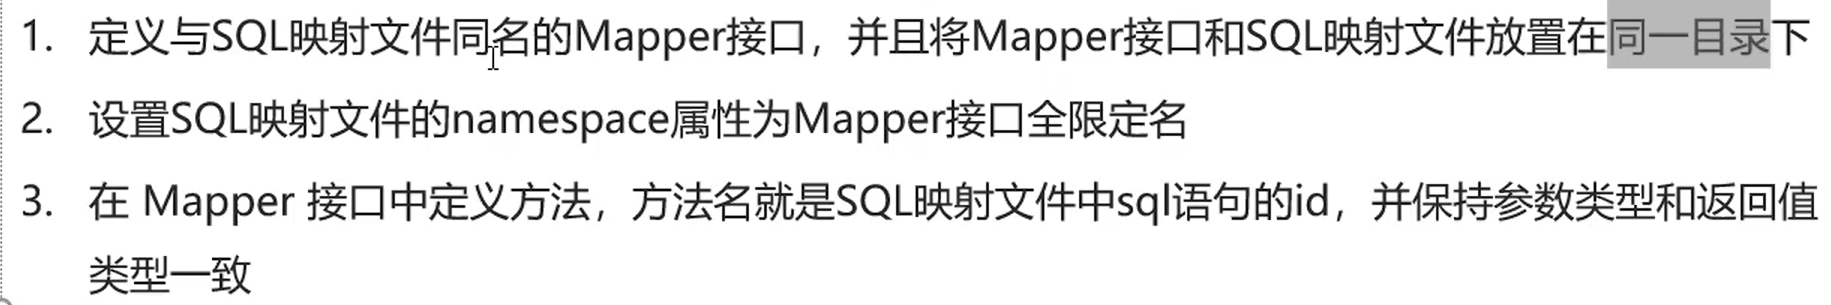 1. 定义与SQL映射文件同名的Mapper接口，并且将Mapper接口和SQL映射文件放置在同一目录下
2. 设置SQL映射文件的namespace属性为Mapper接口全限定名
3. 在 Mapper 接口中定义方法，方法名就是SQL映射文件中sql语句的id，并保持参数类型和返回值
类型一致